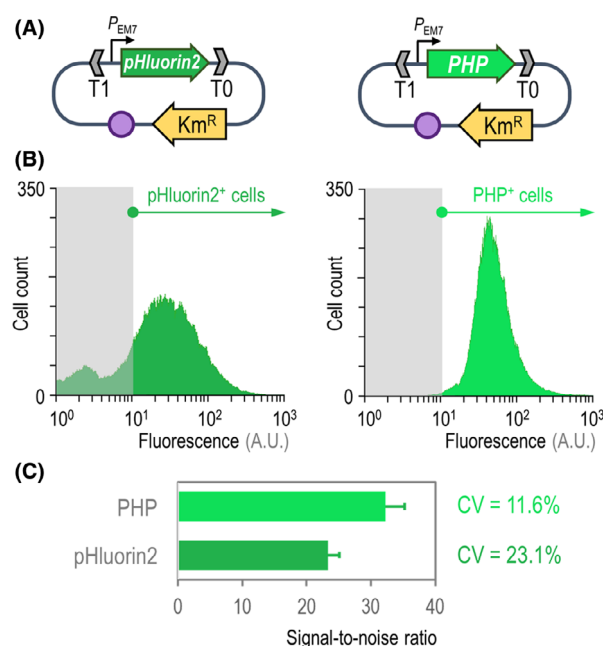 (A)
P_EM7
pHluorin2
T1
T0
Km^R
P_EM7
PHP
T1
T0
Km^R
(B)
350
pHluorin2⁺ cells
Cell count
0
10⁰ 10¹ 10² 10³
Fluorescence (A.U.)
350
PHP⁺ cells
Cell count
0
10⁰ 10¹ 10² 10³
Fluorescence (A.U.)
(C)
PHP
CV = 11.6%
pHluorin2
CV = 23.1%
0 10 20 30 40
Signal-to-noise ratio